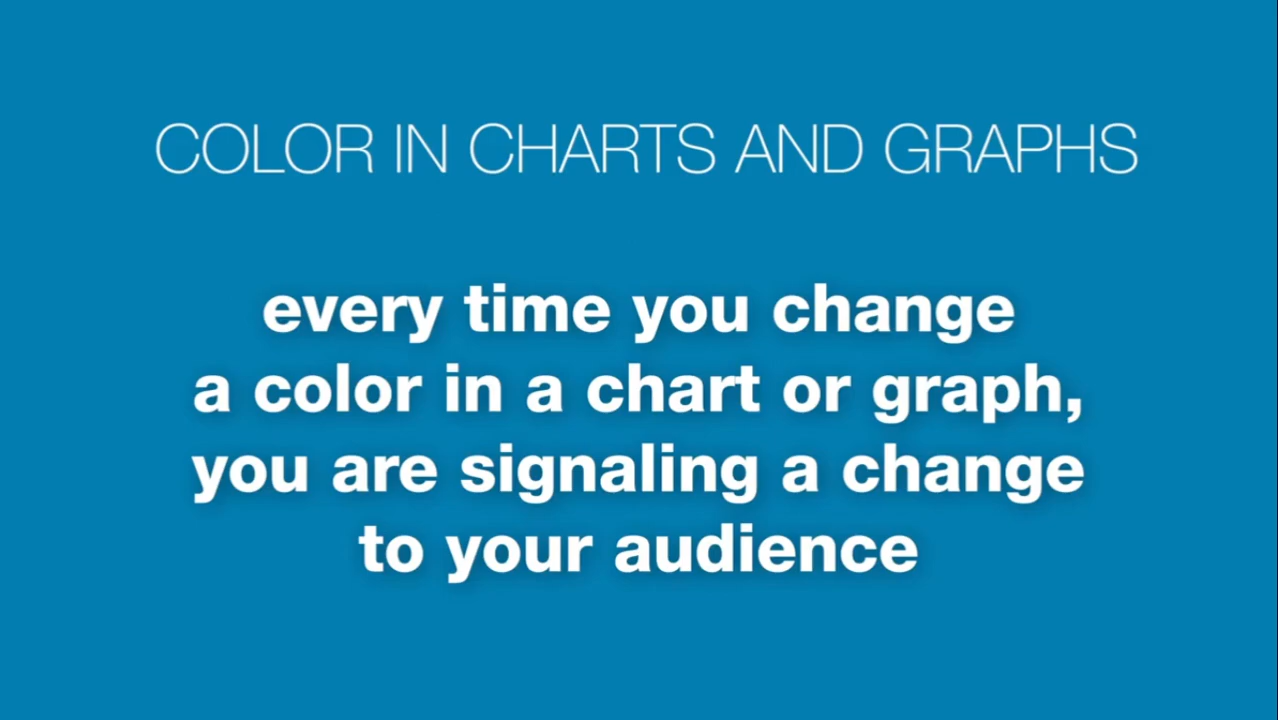 COLOR IN CHARTS AND GRAPHS
every time you change
a color in a chart or graph,
you are signaling a change
to your audience